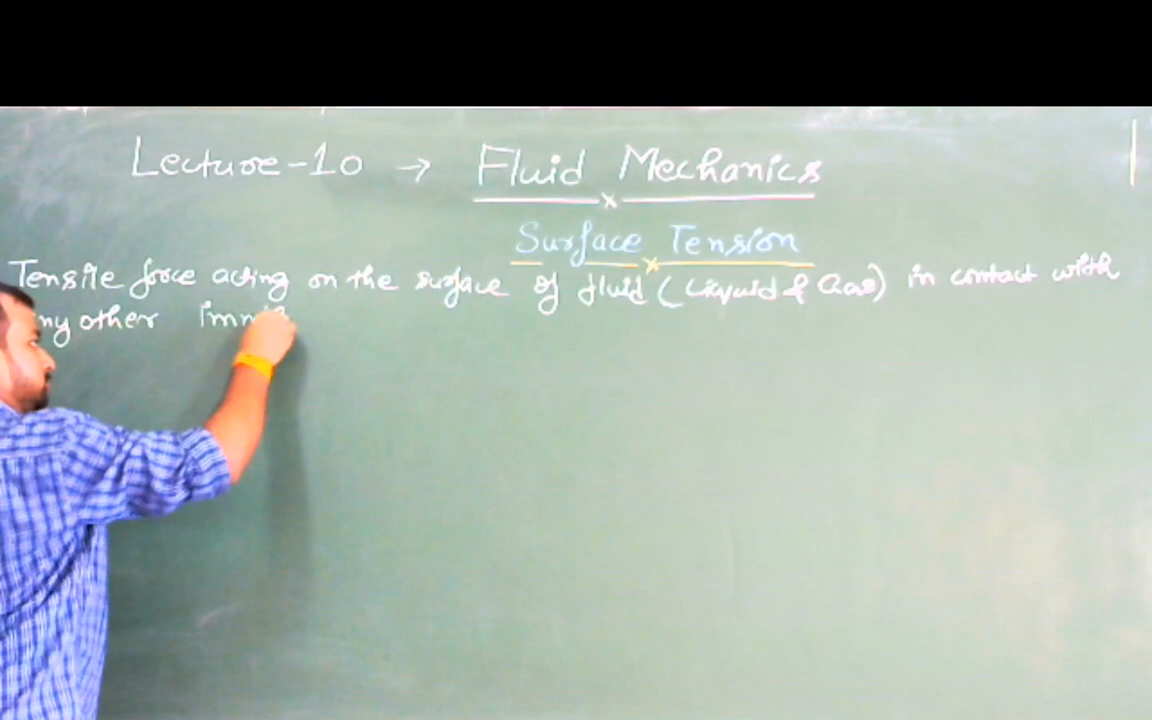 Lecture-10 → Fluid Mechanics
Surface Tension
Tensile force acting on the surface of fluid (Liquid & Gas) in contact with
other